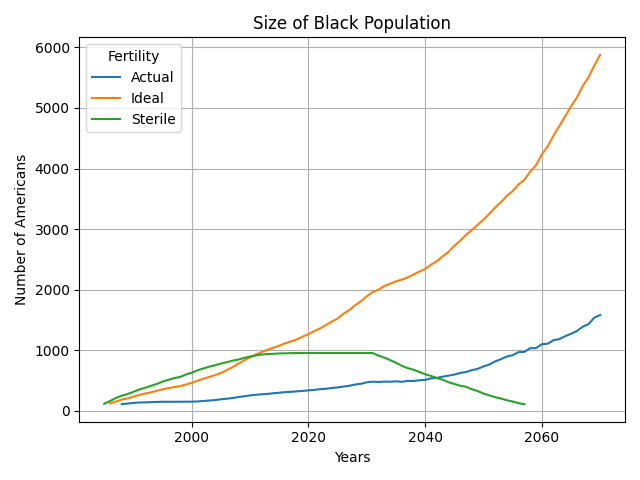 Size of Black Population
Fertility
Actual
Ideal
Sterile
Number of Americans
6000
5000
4000
3000
2000
1000
0
2000
2020
2040
2060
Years